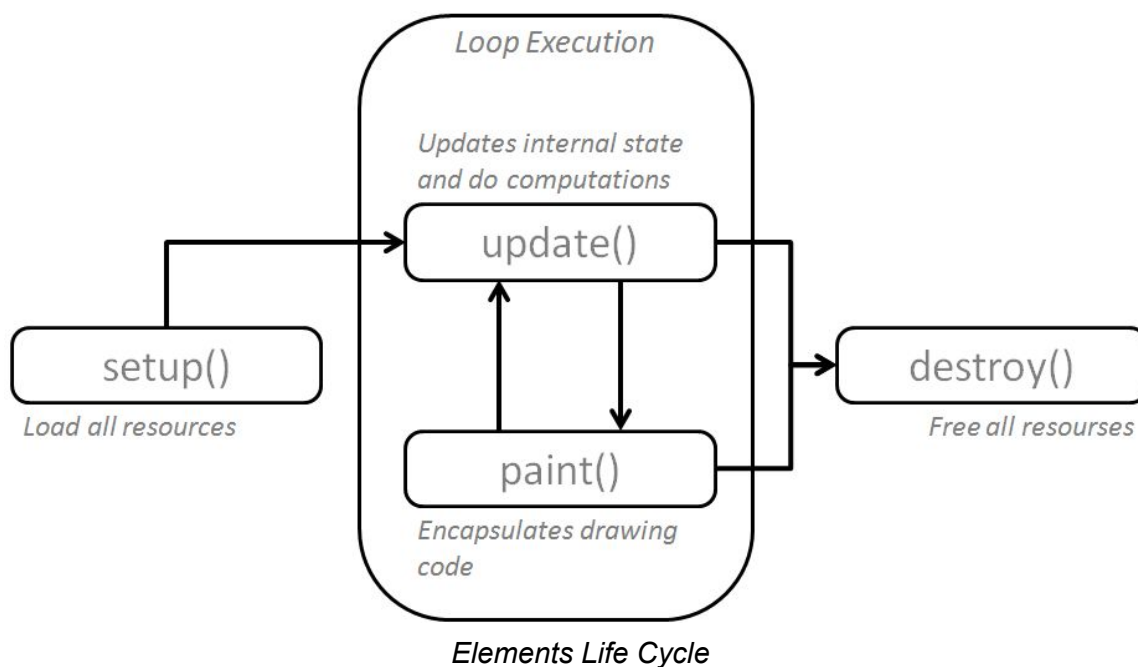 Loop Execution
Updates internal state
and do computations
update()
setup()
Load all resources
destroy()
Free all resourses
paint()
Encapsulates drawing
code
Elements Life Cycle